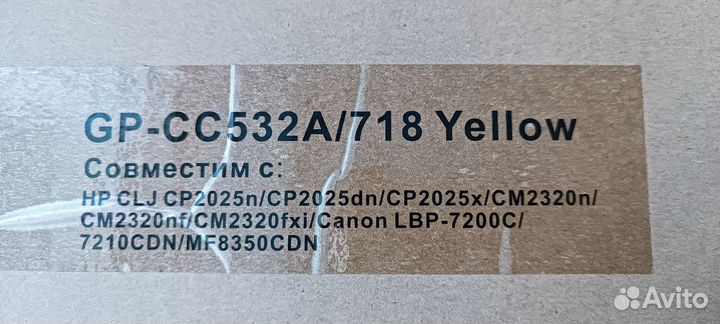 GP-CC532A/718 Yellow
Совместим с:
HP CLJ CP2025n/CP2025dn/CP2025x/CM2320n/
CM2320nf/CM2320fxi/Canon LBP-7200C/
7210CDN/MF8350CDN
Avito